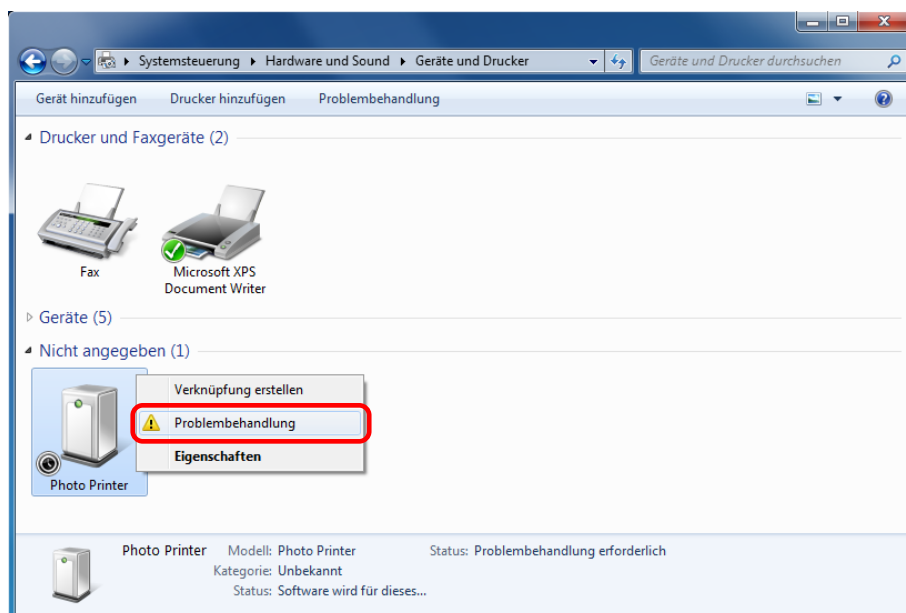 Systemsteuerung Hardware und Sound Geräte und Drucker Geräte und Drucker durchsuchen
Gerät hinzufügen Drucker hinzufügen Problembehandlung
Drucker und Faxgeräte (2)
Fax
Microsoft XPS
Document Writer
Geräte (5)
Nicht angegeben (1)
Verknüpfung erstellen
Problembehandlung
Eigenschaften
Photo Printer
Photo Printer Modell: Photo Printer Status: Problembehandlung erforderlich
Kategorie: Unbekannt
Status: Software wird für dieses...